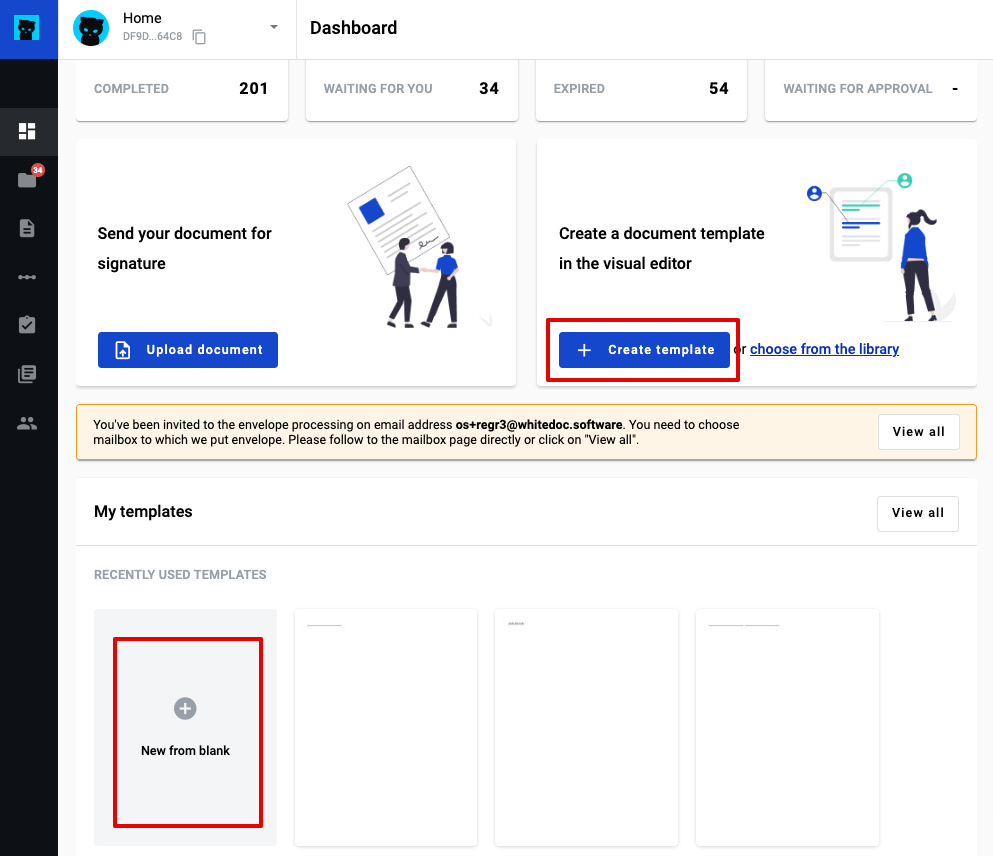 Home
DF9D...64C8
Dashboard
COMPLETED 201
WAITING FOR YOU 34
EXPIRED 54
WAITING FOR APPROVAL -
34
Send your document for
signature
Upload document
Create a document template
in the visual editor
Create template
or choose from the library
You've been invited to the envelope processing on email address os+regr3@whitedoc.software. You need to choose
mailbox to which we put envelope. Please follow to the mailbox page directly or click on "View all".
View all
My templates
View all
RECENTLY USED TEMPLATES
New from blank